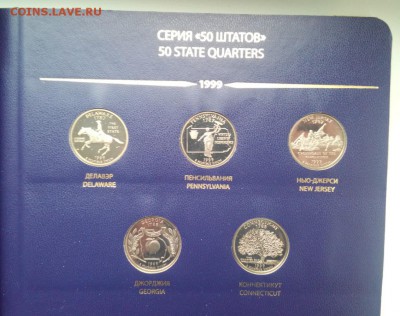 COINS.LAVE.RU
СЕРИЯ «50 ШТАТОВ»
50 STATE QUARTERS
1999
ДЕЛАВЭР
DELAWARE
ПЕНСИЛЬВАНИЯ
PENNSYLVANIA
НЬЮ-ДЖЕРСИ
NEW JERSEY
ДЖОРДЖИЯ
GEORGIA
КОННЕКТИКУТ
CONNECTICUT